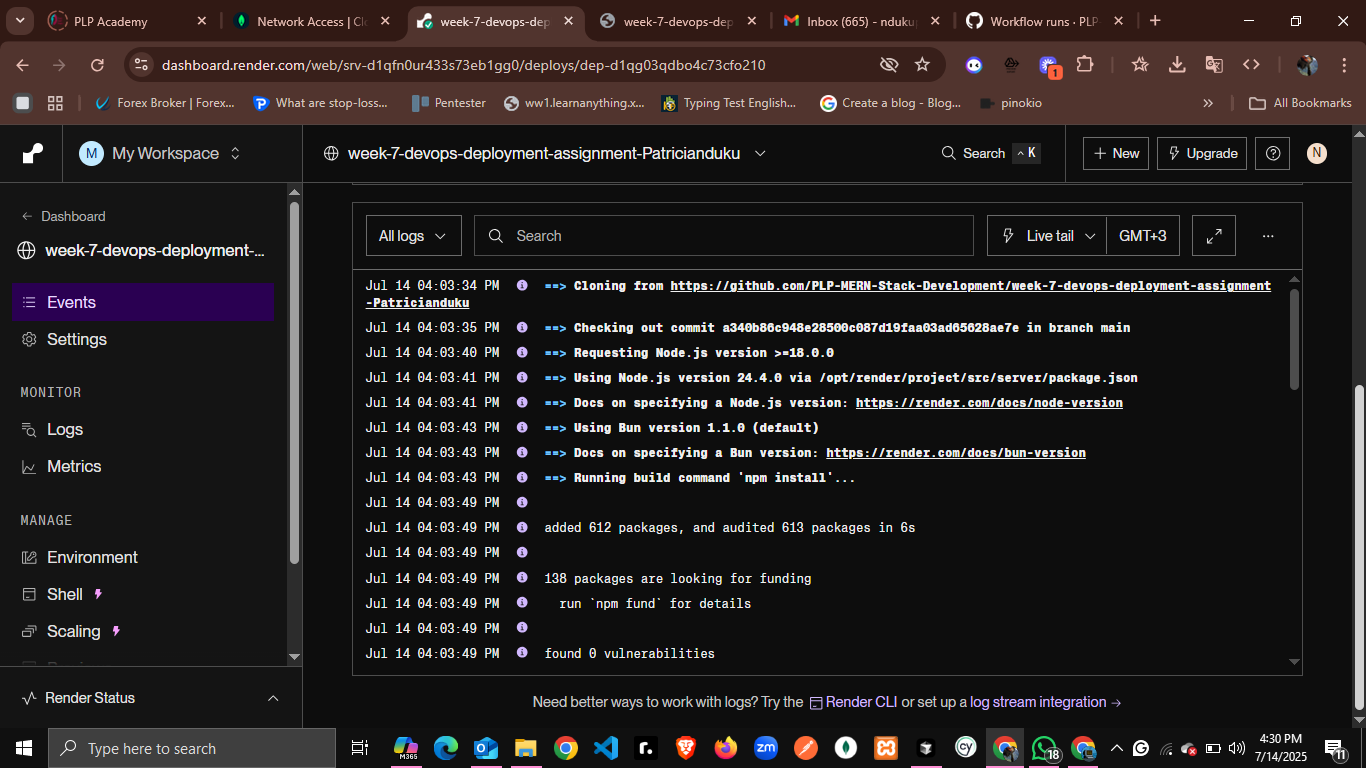 PLP Academy
Network Access | Cl
week-7-devops-dep
week-7-devops-dep
Inbox (665) - nduku
Workflow runs · PLP
dashboard.render.com/web/srv-d1qfn0ur433s73eb1gg0/deploys/dep-d1qg03qdbo4c73cfo210
1
Forex Broker | Forex...
What are stop-loss...
Pentester
ww1.learnanything.x...
Typing Test English...
Create a blog - Blog...
pinokio
All Bookmarks
M My Workspace
week-7-devops-deployment-assignment-Patricianduku
Search ^ K
+ New
Upgrade
N
← Dashboard
week-7-devops-deployment-...
Events
Settings
MONITOR
Logs
Metrics
MANAGE
Environment
Shell
Scaling
Render Status
All logs
Search
Live tail
GMT+3
...
Jul 14 04:03:34 PM ==> Cloning from https://github.com/PLP-MERN-Stack-Development/week-7-devops-deployment-assignment
-Patricianduku
Jul 14 04:03:35 PM ==> Checking out commit a340b86c948e28500c087d19faa03ad65628ae7e in branch main
Jul 14 04:03:40 PM ==> Requesting Node.js version >=18.0.0
Jul 14 04:03:41 PM ==> Using Node.js version 24.4.0 via /opt/render/project/src/server/package.json
Jul 14 04:03:41 PM ==> Docs on specifying a Node.js version: https://render.com/docs/node-version
Jul 14 04:03:43 PM ==> Using Bun version 1.1.0 (default)
Jul 14 04:03:43 PM ==> Docs on specifying a Bun version: https://render.com/docs/bun-version
Jul 14 04:03:43 PM ==> Running build command 'npm install'...
Jul 14 04:03:49 PM
Jul 14 04:03:49 PM added 612 packages, and audited 613 packages in 6s
Jul 14 04:03:49 PM
Jul 14 04:03:49 PM 138 packages are looking for funding
Jul 14 04:03:49 PM run `npm fund` for details
Jul 14 04:03:49 PM
Jul 14 04:03:49 PM found 0 vulnerabilities
Need better ways to work with logs? Try the Render CLI or set up a log stream integration →
Type here to search
M365
18
4:30 PM
7/14/2025
11